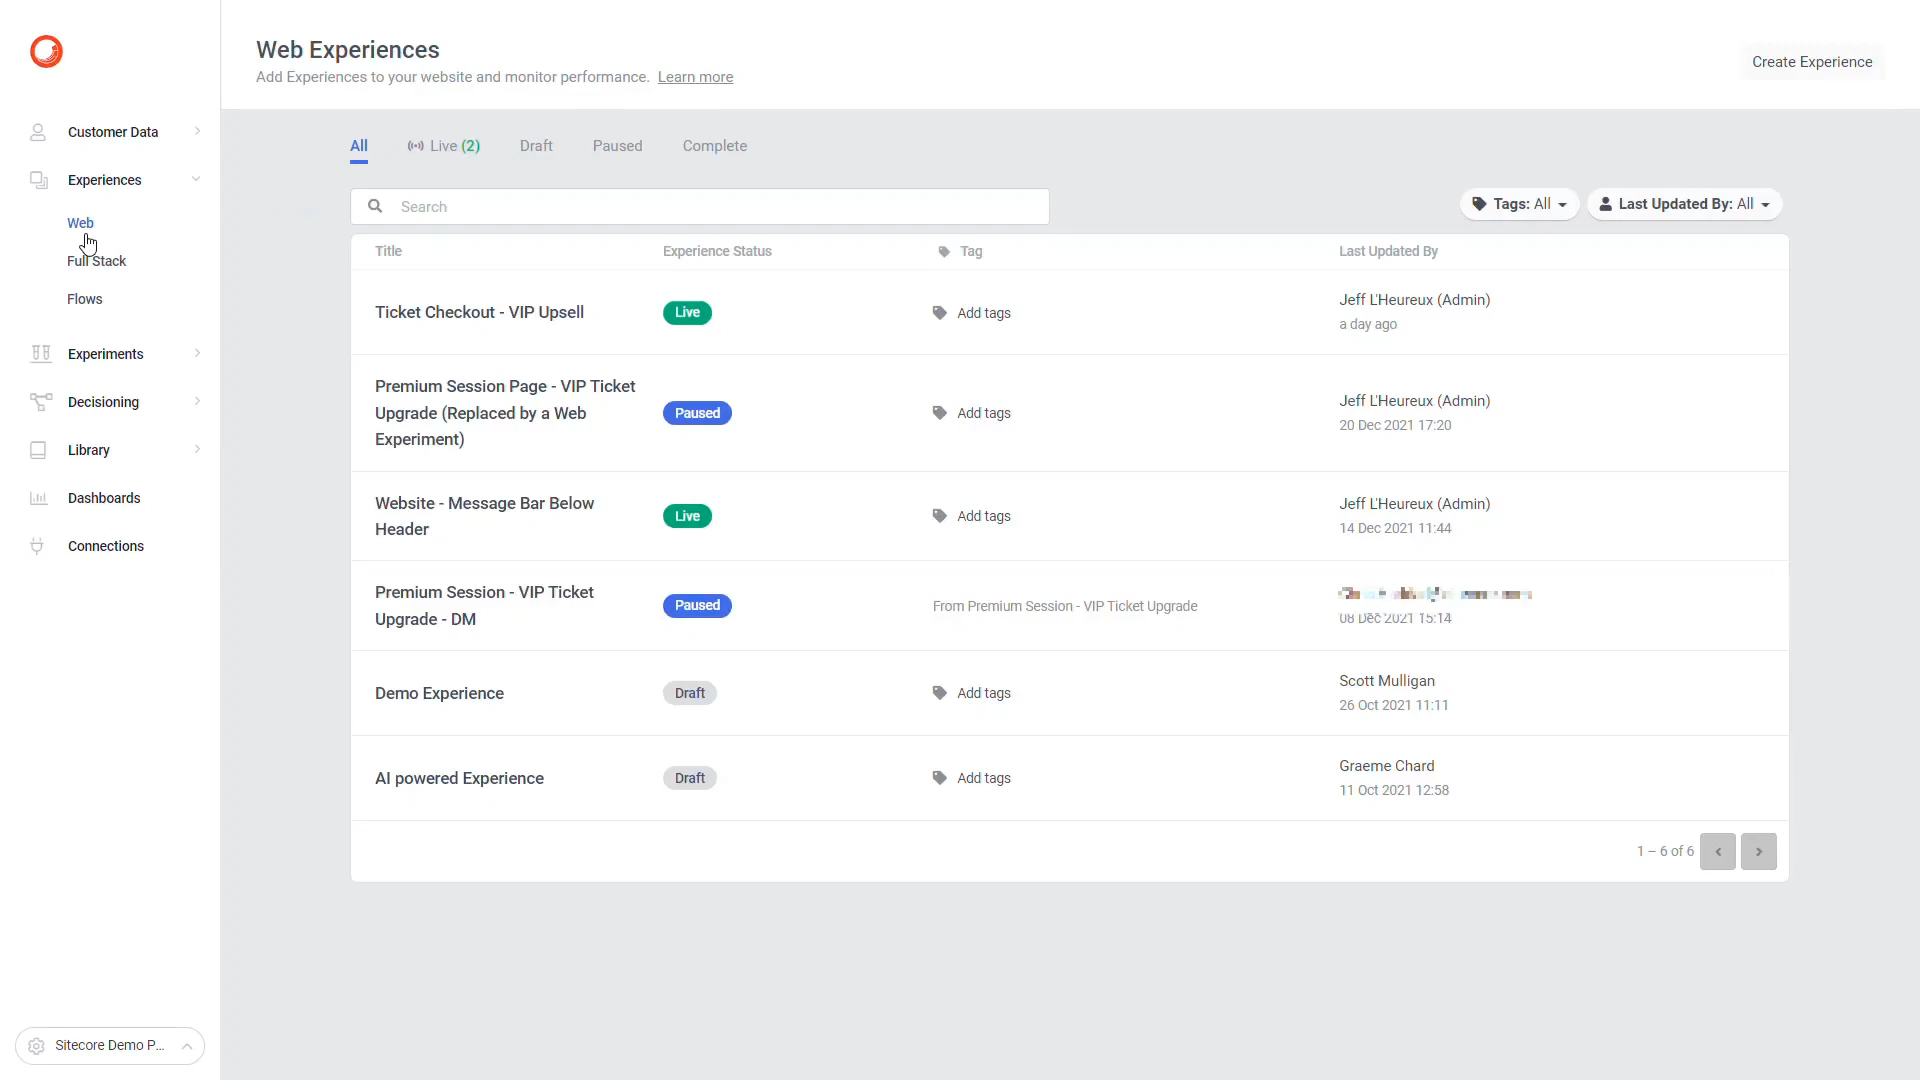 Web Experiences
Add Experiences to your website and monitor performance. Learn more
Create Experience
Customer Data
Experiences
Web
Full Stack
Flows
Experiments
Decisioning
Library
Dashboards
Connections
Sitecore Demo P...
All Live (2) Draft Paused Complete
Search
Tags: All
Last Updated By: All
Title Experience Status Tag Last Updated By
Ticket Checkout - VIP Upsell
Live
Add tags
Jeff L'Heureux (Admin)
a day ago
Premium Session Page - VIP Ticket
Upgrade (Replaced by a Web
Experiment)
Paused
Add tags
Jeff L'Heureux (Admin)
20 Dec 2021 17:20
Website - Message Bar Below
Header
Live
Add tags
Jeff L'Heureux (Admin)
14 Dec 2021 11:44
Premium Session - VIP Ticket
Upgrade - DM
Paused
From Premium Session - VIP Ticket Upgrade
08 Dec 2021 15:14
Demo Experience
Draft
Add tags
Scott Mulligan
26 Oct 2021 11:11
AI powered Experience
Draft
Add tags
Graeme Chard
11 Oct 2021 12:58
1 – 6 of 6